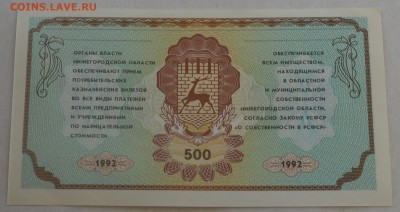 COINS.LAVE.RU
ОРГАНЫ ВЛАСТИ
НИЖЕГОРОДСКОЙ ОБЛАСТИ
ОБЕСПЕЧИВАЮТ ПРИЕМ
ПОТРЕБИТЕЛЬСКИХ
КАЗНАЧЕЙСКИХ БИЛЕТОВ
ВО ВСЕ ВИДЫ ПЛАТЕЖЕЙ
ВСЕМИ ПРЕДПРИЯТИЯМИ
И УЧРЕЖДЕНИЯМИ
ПО НАРИЦАТЕЛЬНОЙ
СТОИМОСТИ
ОБЕСПЕЧИВАЕТСЯ
ВСЕМ ИМУЩЕСТВОМ,
НАХОДЯЩИМСЯ
В ОБЛАСТНОЙ
И МУНИЦИПАЛЬНОЙ
СОБСТВЕННОСТИ
НИЖЕГОРОДСКОЙ ОБЛАСТИ,
СОГЛАСНО ЗАКОНУ РСФСР
«О СОБСТВЕННОСТИ В РСФСР»
500
1992
1992